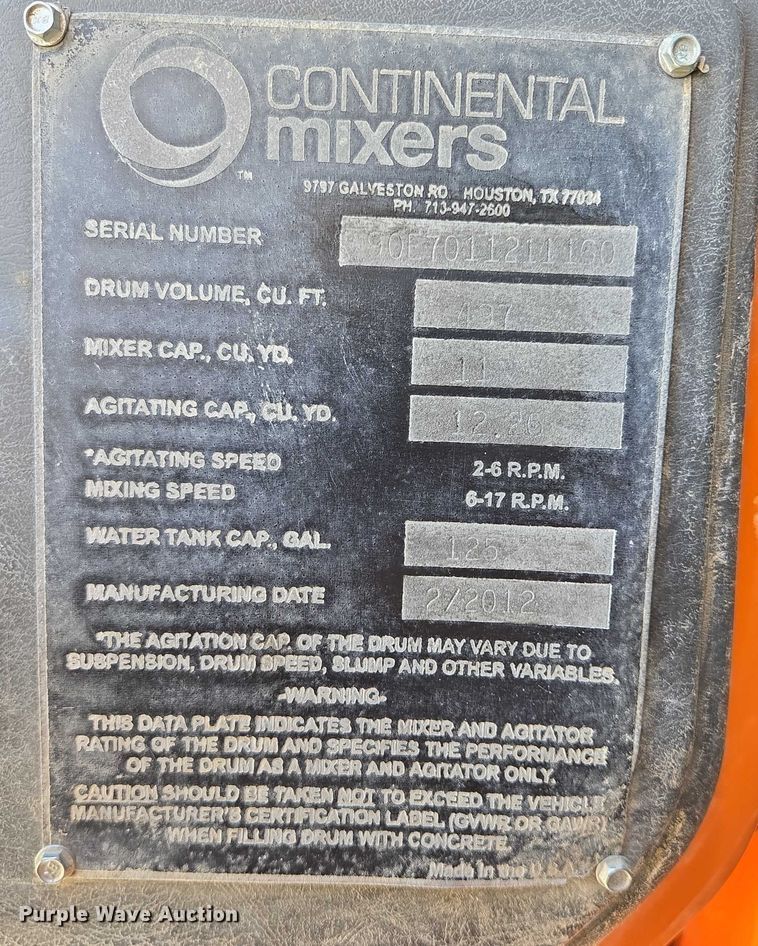 CONTINENTAL
mixers
TM
9797 GALVESTON RD HOUSTON, TX 77034
PH. 713-947-2600
SERIAL NUMBER
DRUM VOLUME, CU. FT.
MIXER CAP., CU. YD. 11
AGITATING CAP., CU. YD.
*AGITATING SPEED 2-6 R.P.M.
MIXING SPEED 6-17 R.P.M.
WATER TANK CAP., GAL. 125
MANUFACTURING DATE 2/2012
*THE AGITATION CAP. OF THE DRUM MAY VARY DUE TO
SUSPENSION, DRUM SPEED, SLUMP AND OTHER VARIABLES.
-WARNING-
THIS DATA PLATE INDICATES THE MIXER AND AGITATOR
RATING OF THE DRUM AND SPECIFIES THE PERFORMANCE
OF THE DRUM AS A MIXER AND AGITATOR ONLY.
CAUTION SHOULD BE TAKEN NOT TO EXCEED THE VEHICLE
MANUFACTURER'S CERTIFICATION LABEL (GVWR OR GAWR)
WHEN FILLING DRUM WITH CONCRETE.
Made in the U.S.A.
Purple Wave Auction